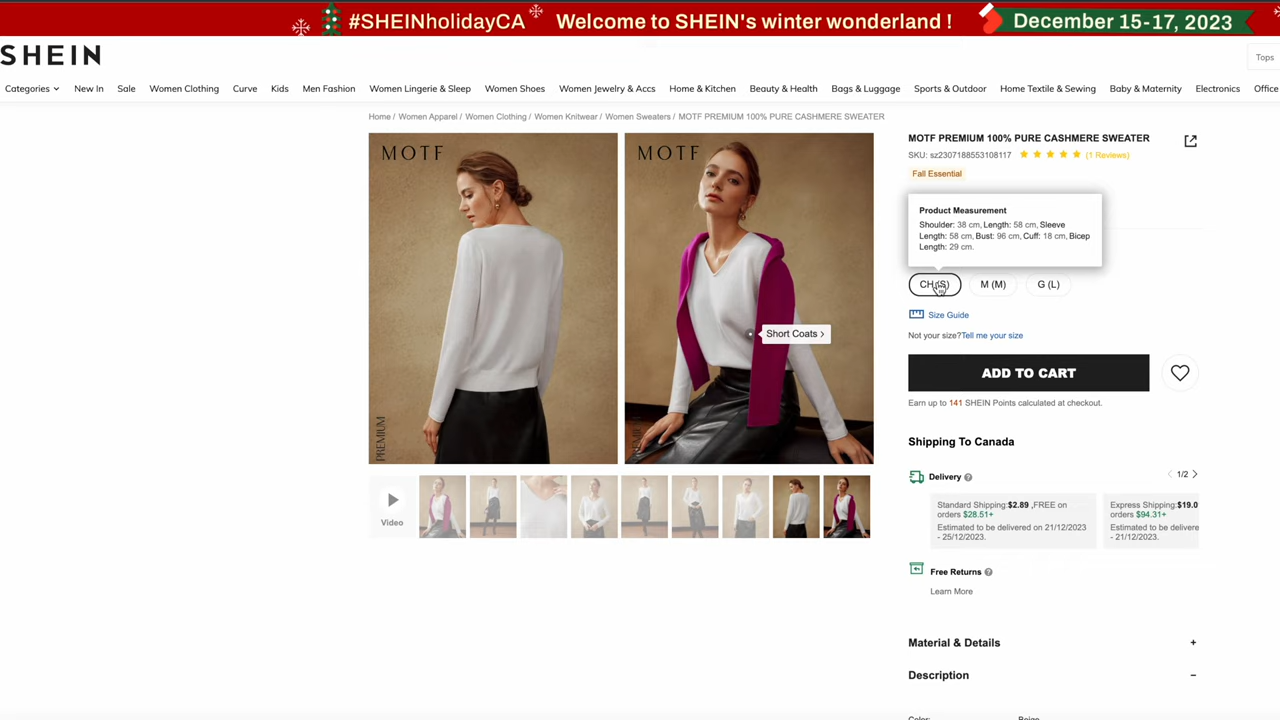 #SHEINholidayCA Welcome to SHEIN's winter wonderland ! December 15-17, 2023
SHEIN
Tops
Categories New In Sale Women Clothing Curve Kids Men Fashion Women Lingerie & Sleep Women Shoes Women Jewelry & Accs Home & Kitchen Beauty & Health Bags & Luggage Sports & Outdoor Home Textile & Sewing Baby & Maternity Electronics Office
Home / Women Apparel / Women Clothing / Women Knitwear / Women Sweaters / MOTF PREMIUM 100% PURE CASHMERE SWEATER
MOTF
PREMIUM
MOTF
Short Coats >
Video
MOTF PREMIUM 100% PURE CASHMERE SWEATER
SKU: sz2307188553108117 (1 Reviews)
Fall Essential
Product Measurement
Shoulder: 38 cm, Length: 58 cm, Sleeve
Length: 58 cm, Bust: 96 cm, Cuff: 18 cm, Bicep
Length: 29 cm.
CH (S) M (M) G (L)
Size Guide
Not your size?Tell me your size
ADD TO CART
Earn up to 141 SHEIN Points calculated at checkout.
Shipping To Canada
Delivery ? < 1/2 >
Standard Shipping:$2.89 ,FREE on
orders $28.51+
Estimated to be delivered on 21/12/2023
- 25/12/2023.
Express Shipping:$19.0
orders $94.31+
Estimated to be delivere
- 21/12/2023.
Free Returns ?
Learn More
Material & Details +
Description −
Color: Beige